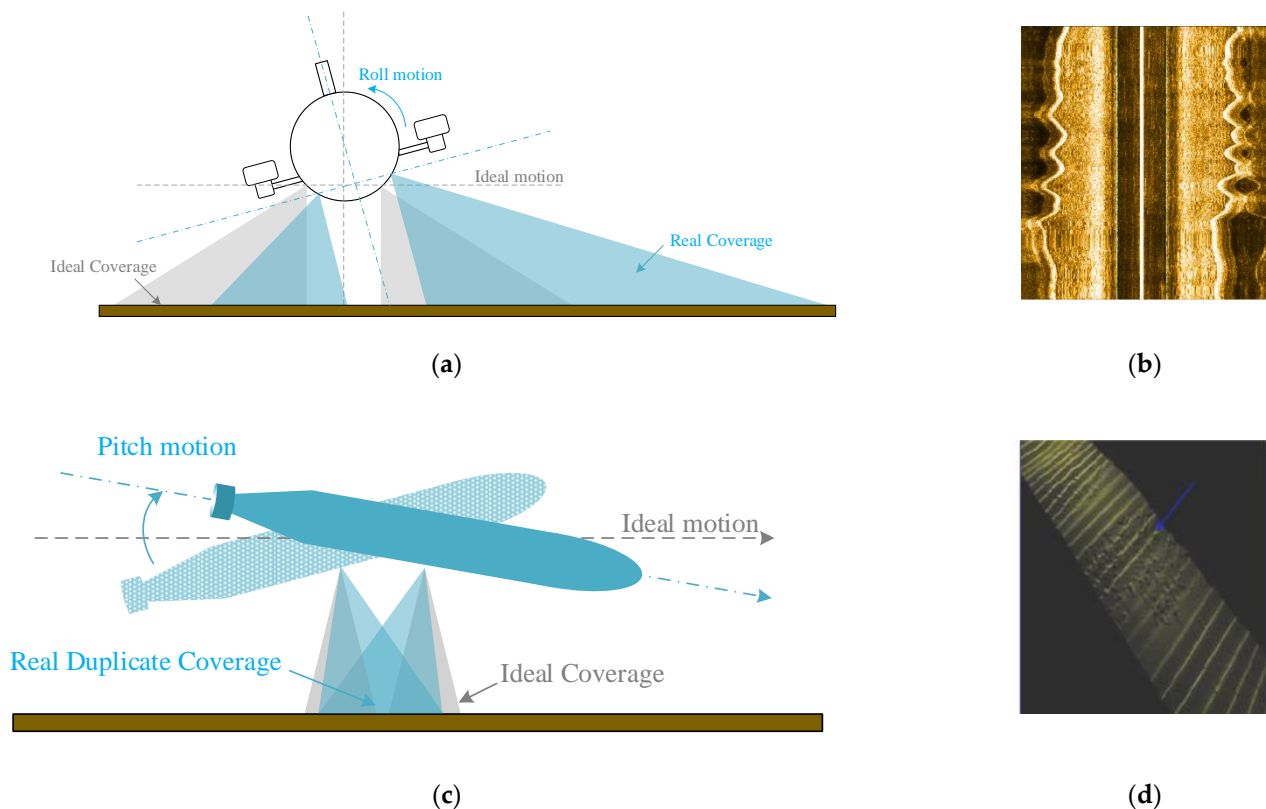 Roll motion
Ideal motion
Real Coverage
Ideal Coverage
(a)
(b)
Pitch motion
Ideal motion
Real Duplicate Coverage
Ideal Coverage
(c)
(d)